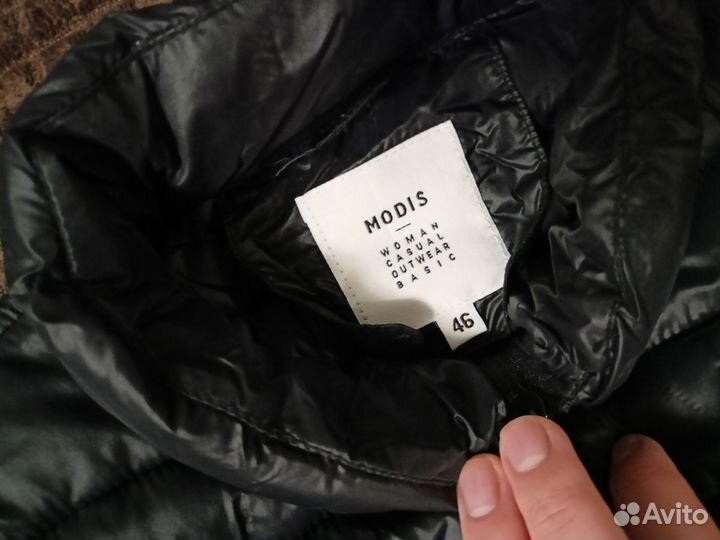 MODIS
WOMAN
CASUAL
OUTWEAR
BASIC
46
Avito